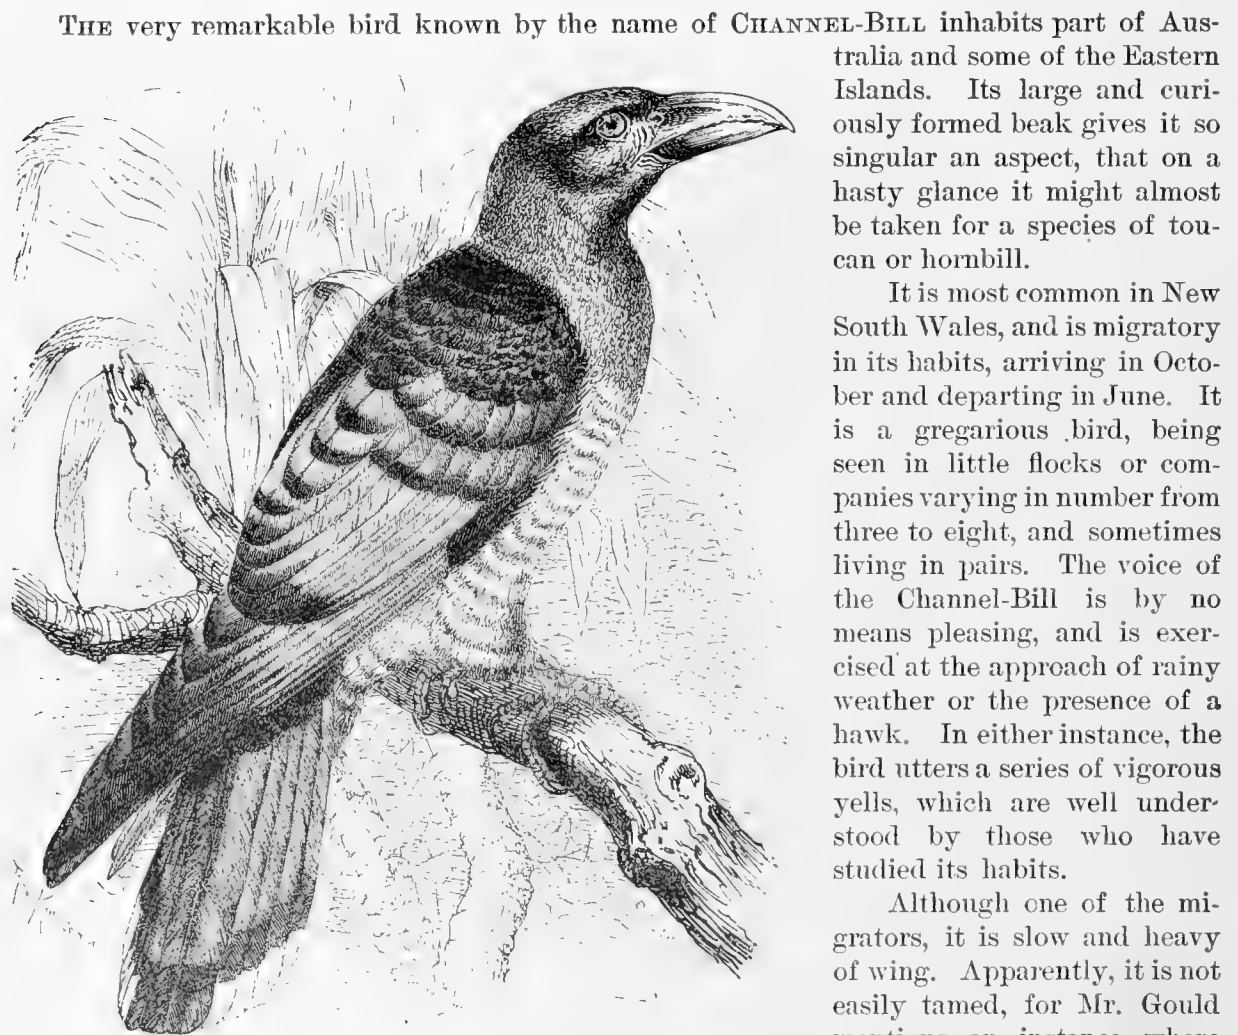 THE very remarkable bird known by the name of CHANNEL-BILL inhabits part of Aus-
tralia and some of the Eastern
Islands. Its large and curi-
ously formed beak gives it so
singular an aspect, that on a
hasty glance it might almost
be taken for a species of tou-
can or hornbill.
It is most common in New
South Wales, and is migratory
in its habits, arriving in Octo-
ber and departing in June. It
is a gregarious bird, being
seen in little flocks or com-
panies varying in number from
three to eight, and sometimes
living in pairs. The voice of
the Channel-Bill is by no
means pleasing, and is exer-
cised at the approach of rainy
weather or the presence of a
hawk. In either instance, the
bird utters a series of vigorous
yells, which are well under-
stood by those who have
studied its habits.
Although one of the mi-
grators, it is slow and heavy
of wing. Apparently, it is not
easily tamed, for Mr. Gould